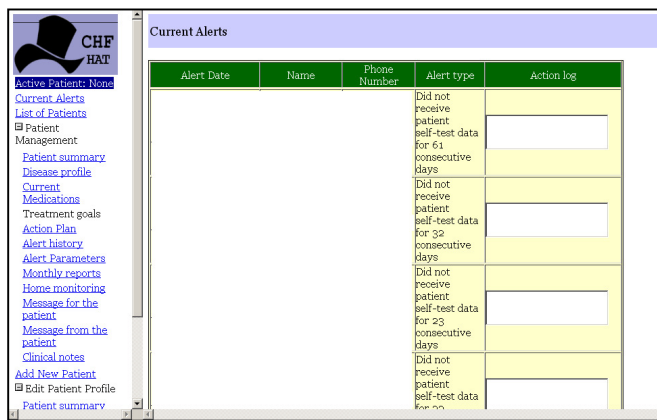 CHF
HAT
Active Patient: None
Current Alerts
List of Patients
Patient
Management
Patient summary
Disease profile
Current
Medications
Treatment goals
Action Plan
Alert history
Alert Parameters
Monthly reports
Home monitoring
Message for the
patient
Message from the
patient
Clinical notes
Add New Patient
Edit Patient Profile
Patient summary
Current Alerts
Alert Date Name Phone Number Alert type Action log
Did not
receive
patient
self-test data
for 61
consecutive
days
Did not
receive
patient
self-test data
for 32
consecutive
days
Did not
receive
patient
self-test data
for 23
consecutive
days
Did not
receive
patient
self-test data